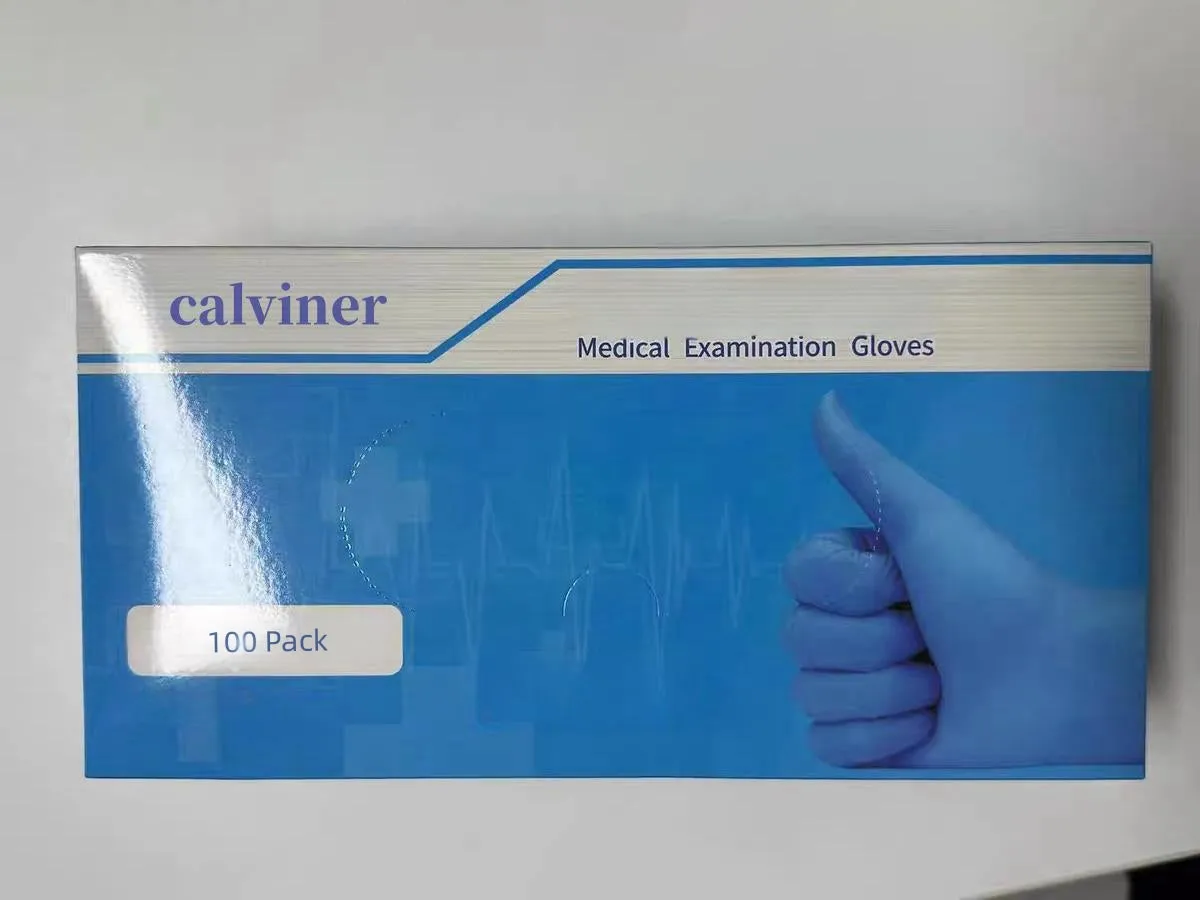 calviner
Medical Examination Gloves
100 Pack